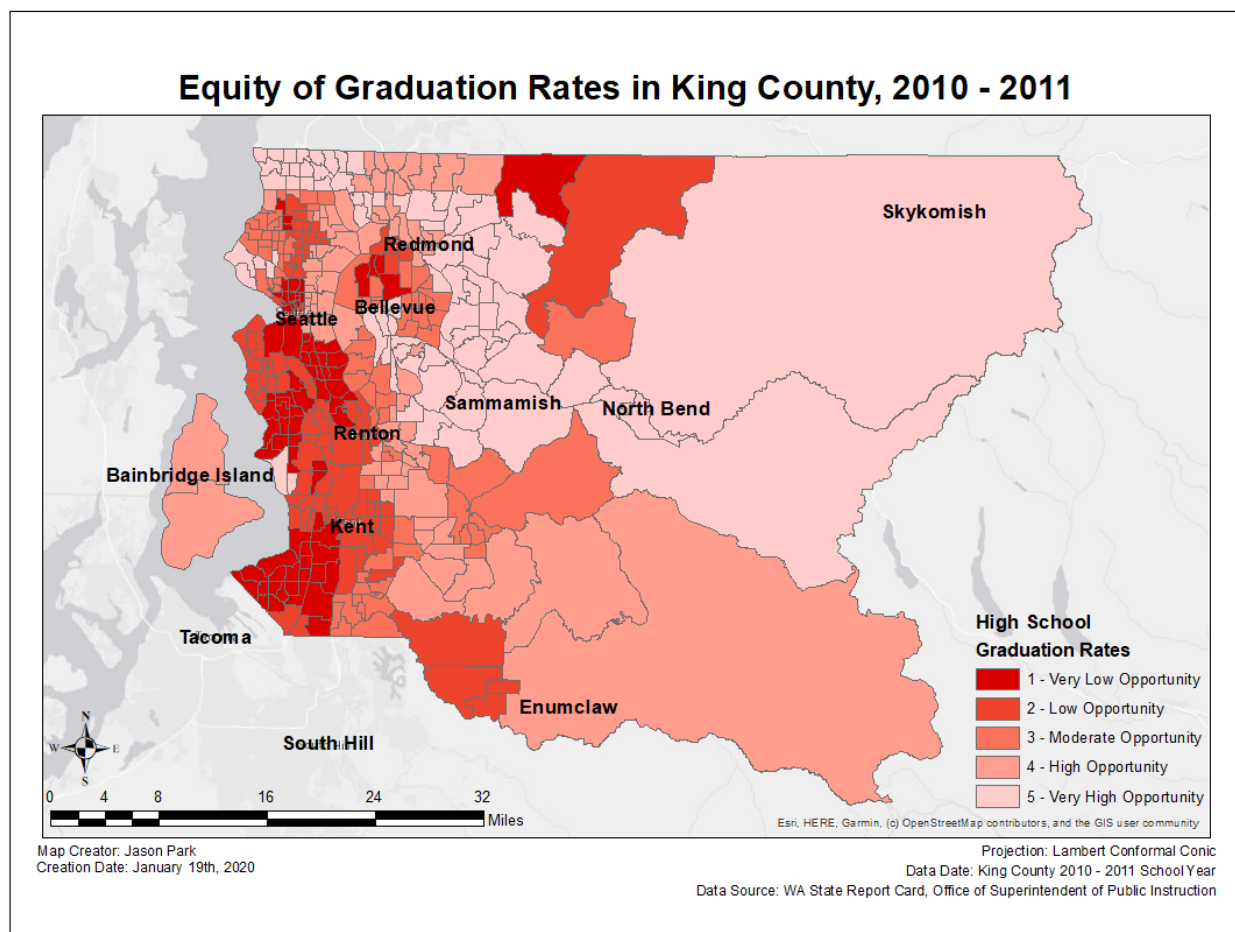 Equity of Graduation Rates in King County, 2010 - 2011
Skykomish
Redmond
Bellevue
Seattle
Sammamish
North Bend
Renton
Bainbridge Island
Kent
Tacoma
Enumclaw
South Hill
High School
Graduation Rates
1 - Very Low Opportunity
2 - Low Opportunity
3 - Moderate Opportunity
4 - High Opportunity
5 - Very High Opportunity
N
W
E
S
0 4 8 16 24 32
Miles
Esri, HERE, Garmin, (c) OpenStreetMap contributors, and the GIS user community
Map Creator: Jason Park
Creation Date: January 19th, 2020
Projection: Lambert Conformal Conic
Data Date: King County 2010 - 2011 School Year
Data Source: WA State Report Card, Office of Superintendent of Public Instruction